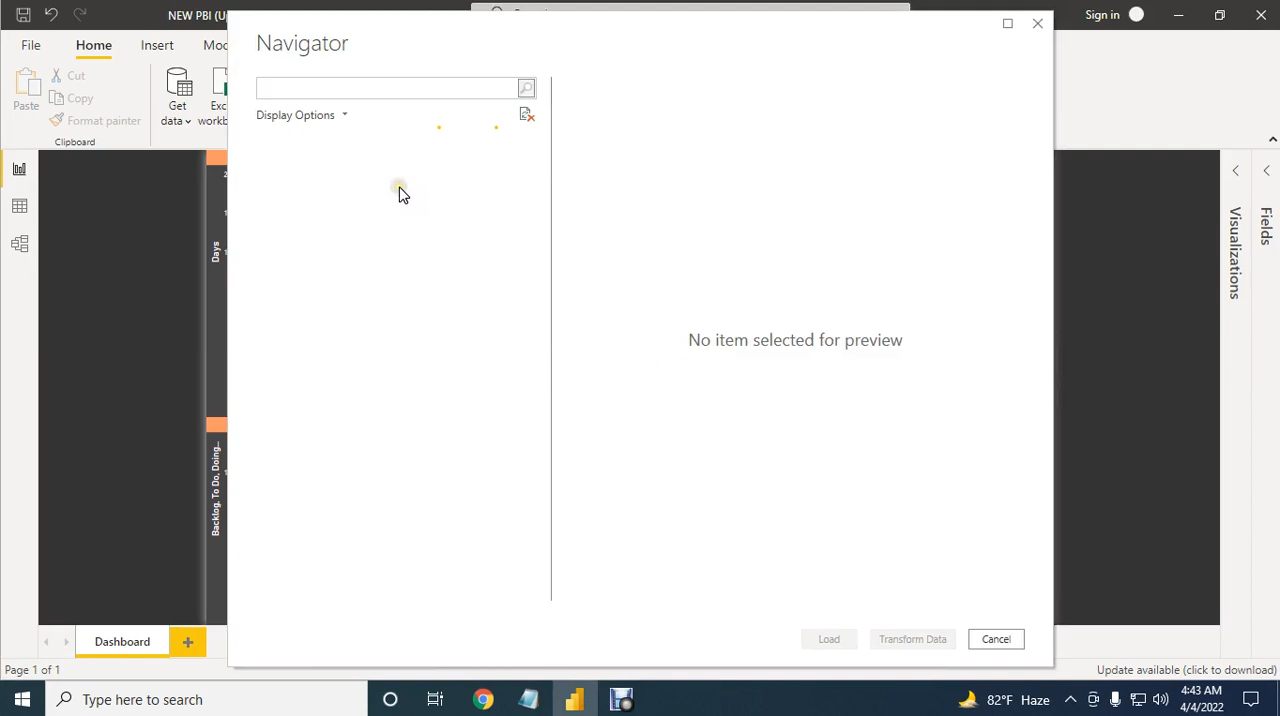 NEW PBI (U
Sign in
File
Home
Insert
Mo
Paste
Cut
Copy
Format painter
Clipboard
Get
data
Exc
workb
Navigator
Display Options
No item selected for preview
Days
Backlog, To Do, Doing...
Visualizations
Fields
Load
Transform Data
Cancel
Dashboard
Page 1 of 1
Update available (click to download)
Type here to search
82°F Haze
4:43 AM
4/4/2022